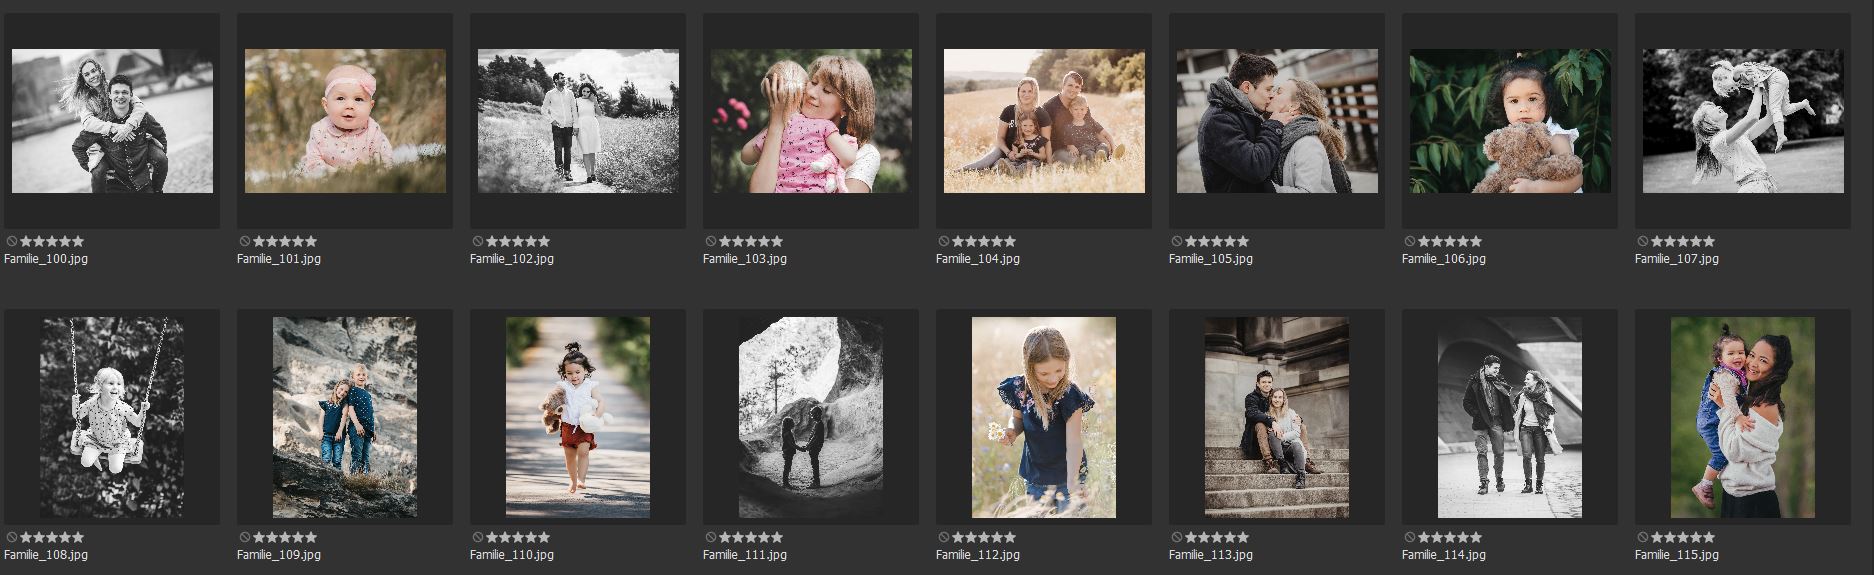 Familie_100.jpg
Familie_101.jpg
Familie_102.jpg
Familie_103.jpg
Familie_104.jpg
Familie_105.jpg
Familie_106.jpg
Familie_107.jpg
Familie_108.jpg
Familie_109.jpg
Familie_110.jpg
Familie_111.jpg
Familie_112.jpg
Familie_113.jpg
Familie_114.jpg
Familie_115.jpg